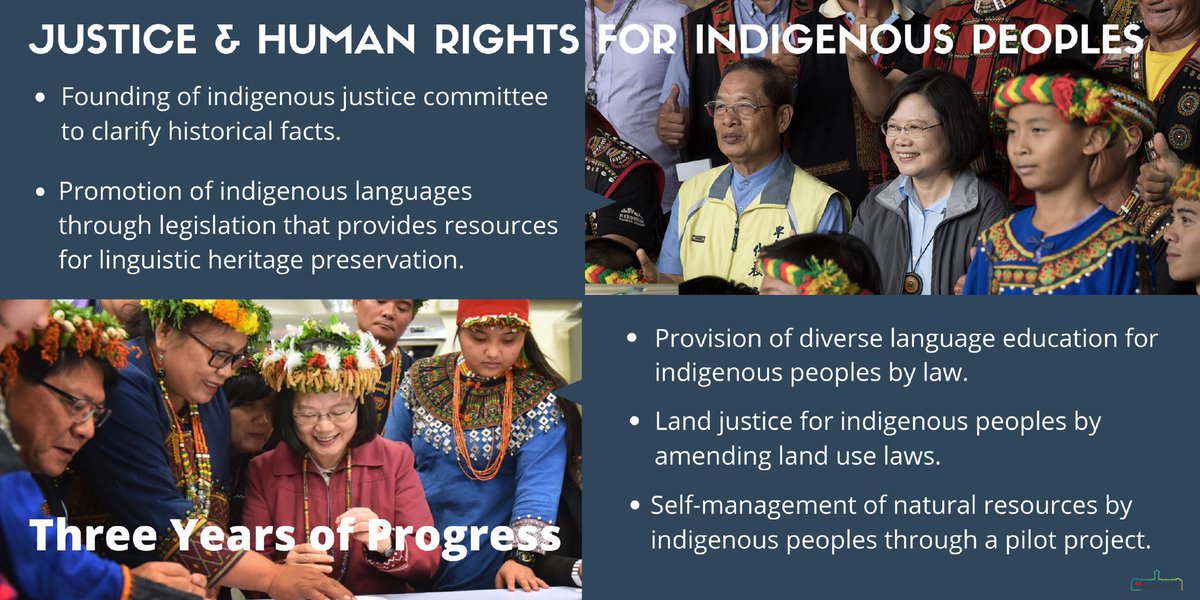 JUSTICE & HUMAN RIGHTS FOR INDIGENOUS PEOPLES
• Founding of indigenous justice committee
to clarify historical facts.
• Promotion of indigenous languages
through legislation that provides resources
for linguistic heritage preservation.
Three Years of Progress
• Provision of diverse language education for
indigenous peoples by law.
• Land justice for indigenous peoples by
amending land use laws.
• Self-management of natural resources by
indigenous peoples through a pilot project.